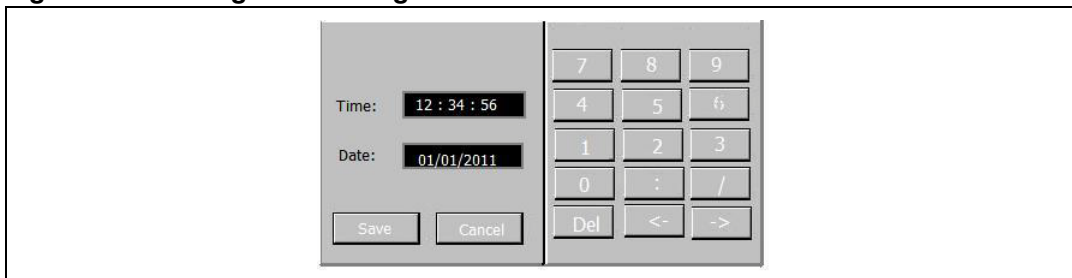 7 8 9
Time: 12 : 34 : 56
4 5 6
Date: 01/01/2011
1 2 3
0 : /
Save Cancel
Del <- ->